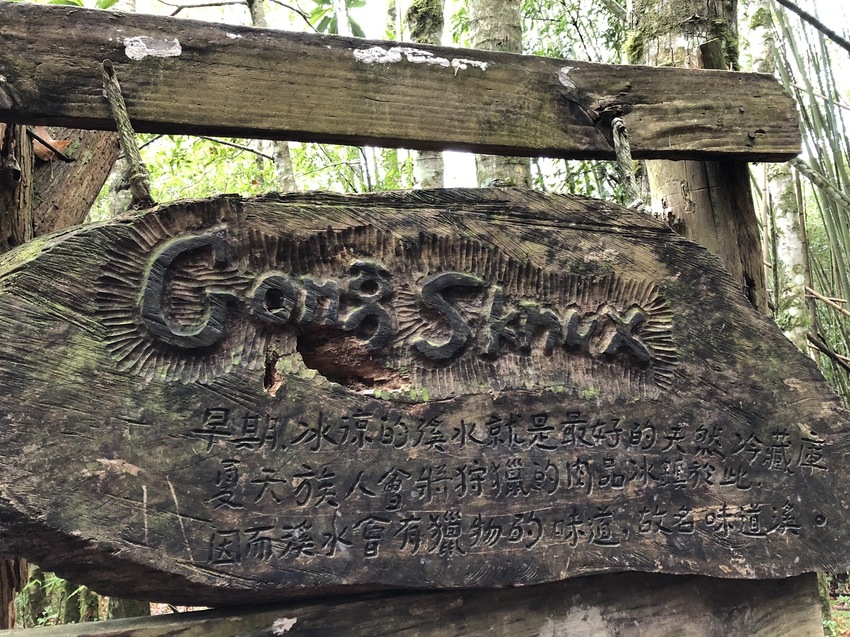 Gong Sknux
早期,冰涼的溪水就是最好的天然冷藏庫
夏天族人會將狩獵的肉品冰鎮於此,
因而溪水會有獵物的味道,故名味道溪。